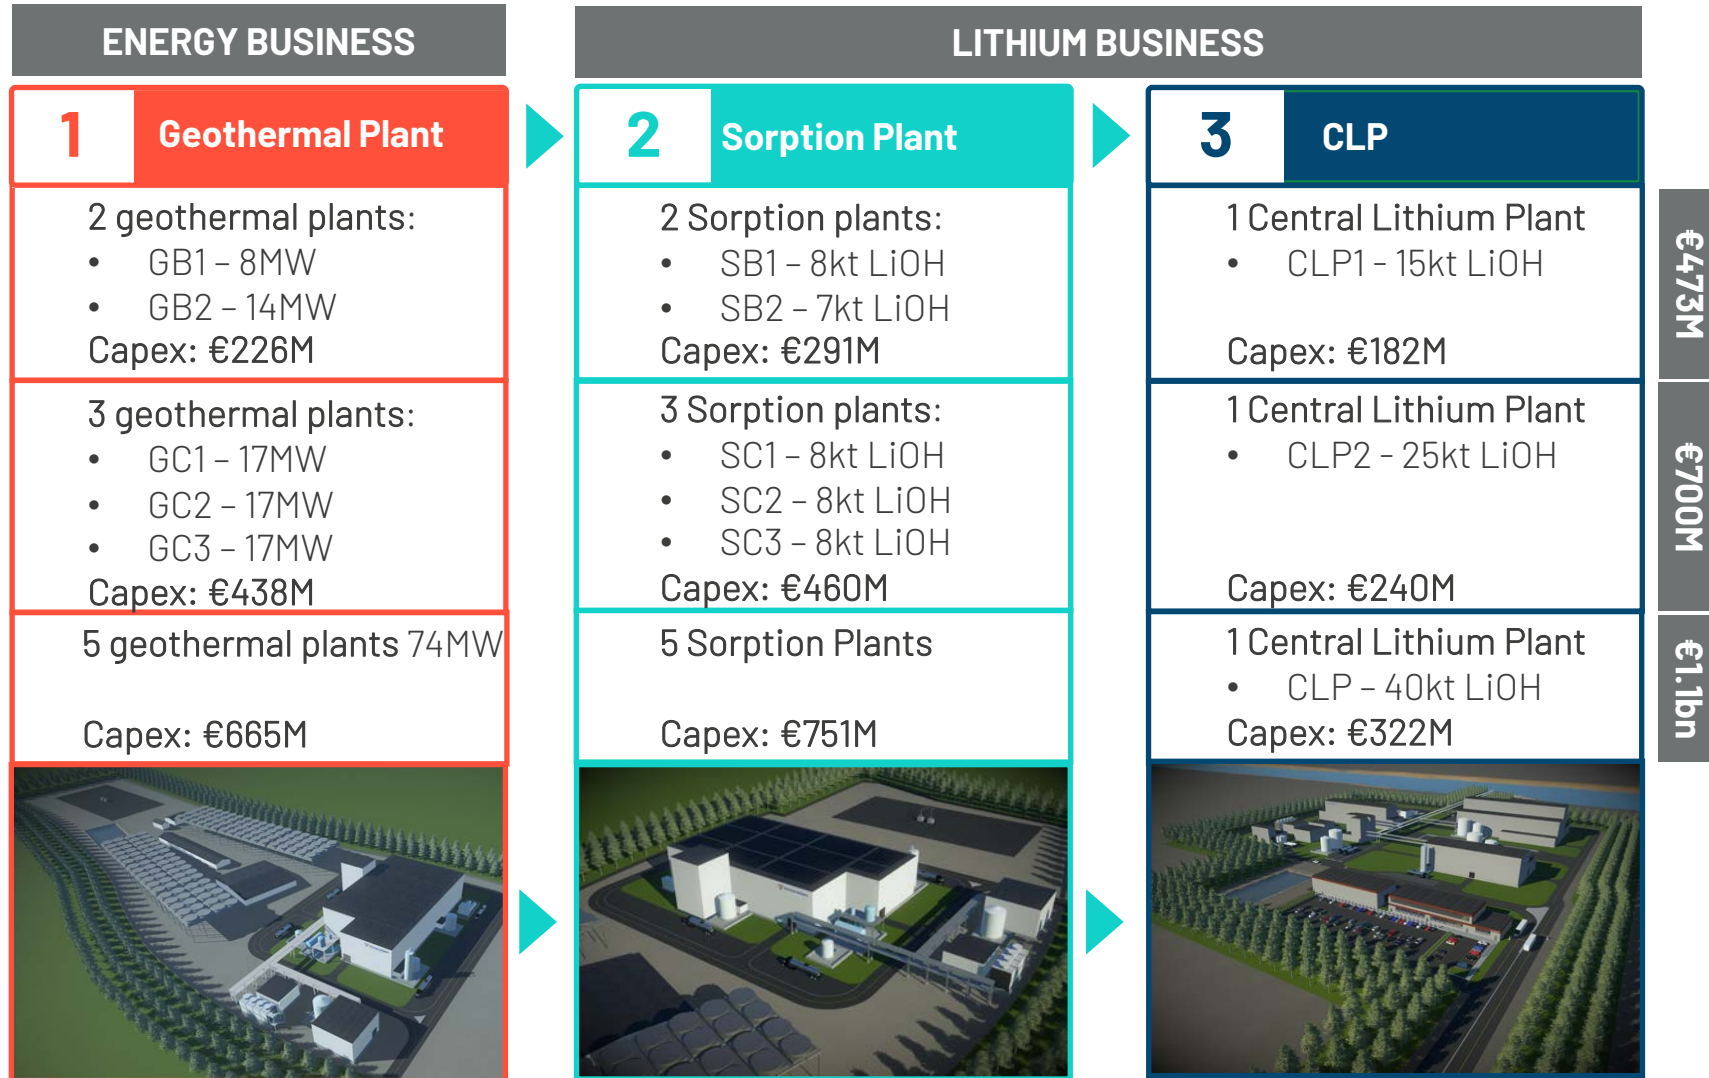 ENERGY BUSINESS
LITHIUM BUSINESS
1 Geothermal Plant
2 Sorption Plant
3 CLP
2 geothermal plants:
• GB1 – 8MW
• GB2 – 14MW
Capex: €226M
2 Sorption plants:
• SB1 – 8kt LiOH
• SB2 – 7kt LiOH
Capex: €291M
1 Central Lithium Plant
• CLP1 - 15kt LiOH
Capex: €182M
€473M
3 geothermal plants:
• GC1 – 17MW
• GC2 – 17MW
• GC3 – 17MW
Capex: €438M
3 Sorption plants:
• SC1 – 8kt LiOH
• SC2 – 8kt LiOH
• SC3 – 8kt LiOH
Capex: €460M
1 Central Lithium Plant
• CLP2 - 25kt LiOH
Capex: €240M
€700M
5 geothermal plants 74MW
Capex: €665M
5 Sorption Plants
Capex: €751M
1 Central Lithium Plant
• CLP – 40kt LiOH
Capex: €322M
€1.1bn